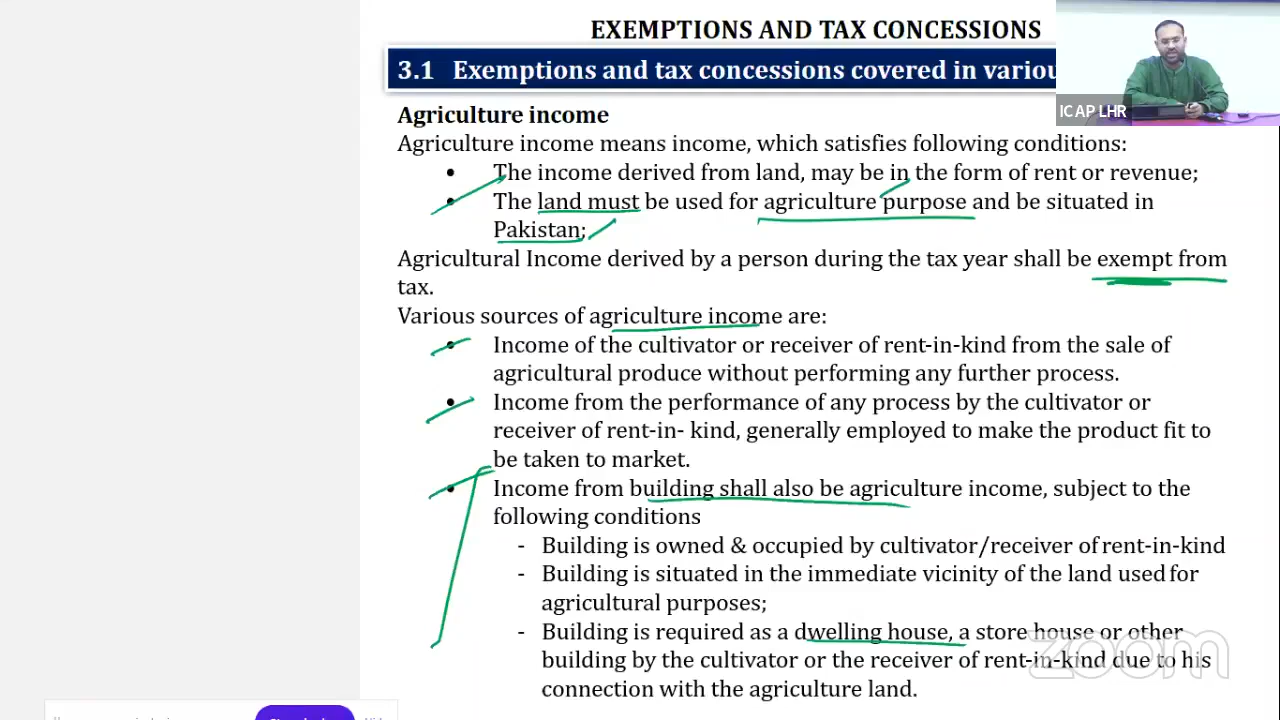 EXEMPTIONS AND TAX CONCESSIONS
3.1 Exemptions and tax concessions covered in
ICAP LHR
Agriculture income
Agriculture income means income, which satisfies following conditions:
• The income derived from land, may be in the form of rent or revenue;
• The land must be used for agriculture purpose and be situated in
Pakistan;
Agricultural Income derived by a person during the tax year shall be exempt from
tax.
Various sources of agriculture income are:
• Income of the cultivator or receiver of rent-in-kind from the sale of
agricultural produce without performing any further process.
• Income from the performance of any process by the cultivator or
receiver of rent-in- kind, generally employed to make the product fit to
be taken to market.
• Income from building shall also be agriculture income, subject to the
following conditions
- Building is owned & occupied by cultivator/receiver of rent-in-kind
- Building is situated in the immediate vicinity of the land used for
agricultural purposes;
- Building is required as a dwelling house, a store house or other
building by the cultivator or the receiver of rent-in-kind due to his
connection with the agriculture land.
zoom